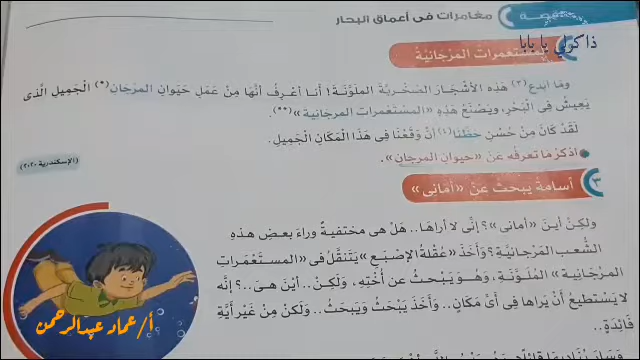 قصة مغامرات فى أعماق البحار
ذاكرلي يا بابا
المستعمرات المرجانية
وما أبدع (٣) هذه الأشجار الصخرية الملونة! أنا أعرف أنها من عمل حيوان المرجان (*) الجميل الذى
يعيش فى البحر، ويصنع هذه «المستعمرات المرجانية» (**).
لقد كان من حسن حظنا (٤) أن وقعنا فى هذا المكان الجميل.
اذكر ما تعرفه عن «حيوان المرجان». (الإسكندرية ٢٠٢٠)
٣ أسامة يبحث عن «أمانى»
ولكن أين «أمانى»؟ إنى لا أراها.. هل هى مختفية وراء بعض هذه
الشعب المرجانية؟ وأخذ «عقلة الإصبع» يتنقل فى «المستعمرات
المرجانية» الملونة، وهو يبحث عن أخته، ولكن.. أين هى..؟ إنه
لا يستطيع أن يراها فى أى مكان.. وأخذ يبحث ويبحث.. ولكن من غير أية
فائدة..
أ/عماد عبدالرحمن